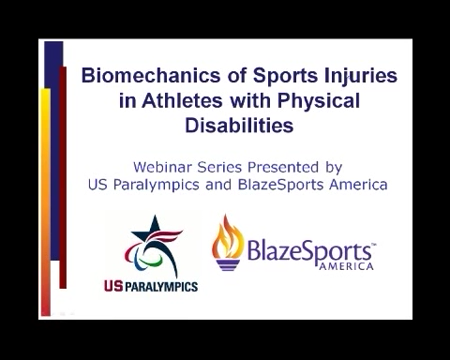 Biomechanics of Sports Injuries
in Athletes with Physical
Disabilities
Webinar Series Presented by
US Paralympics and BlazeSports America
US PARALYMPICS
BlazeSports™
AMERICA